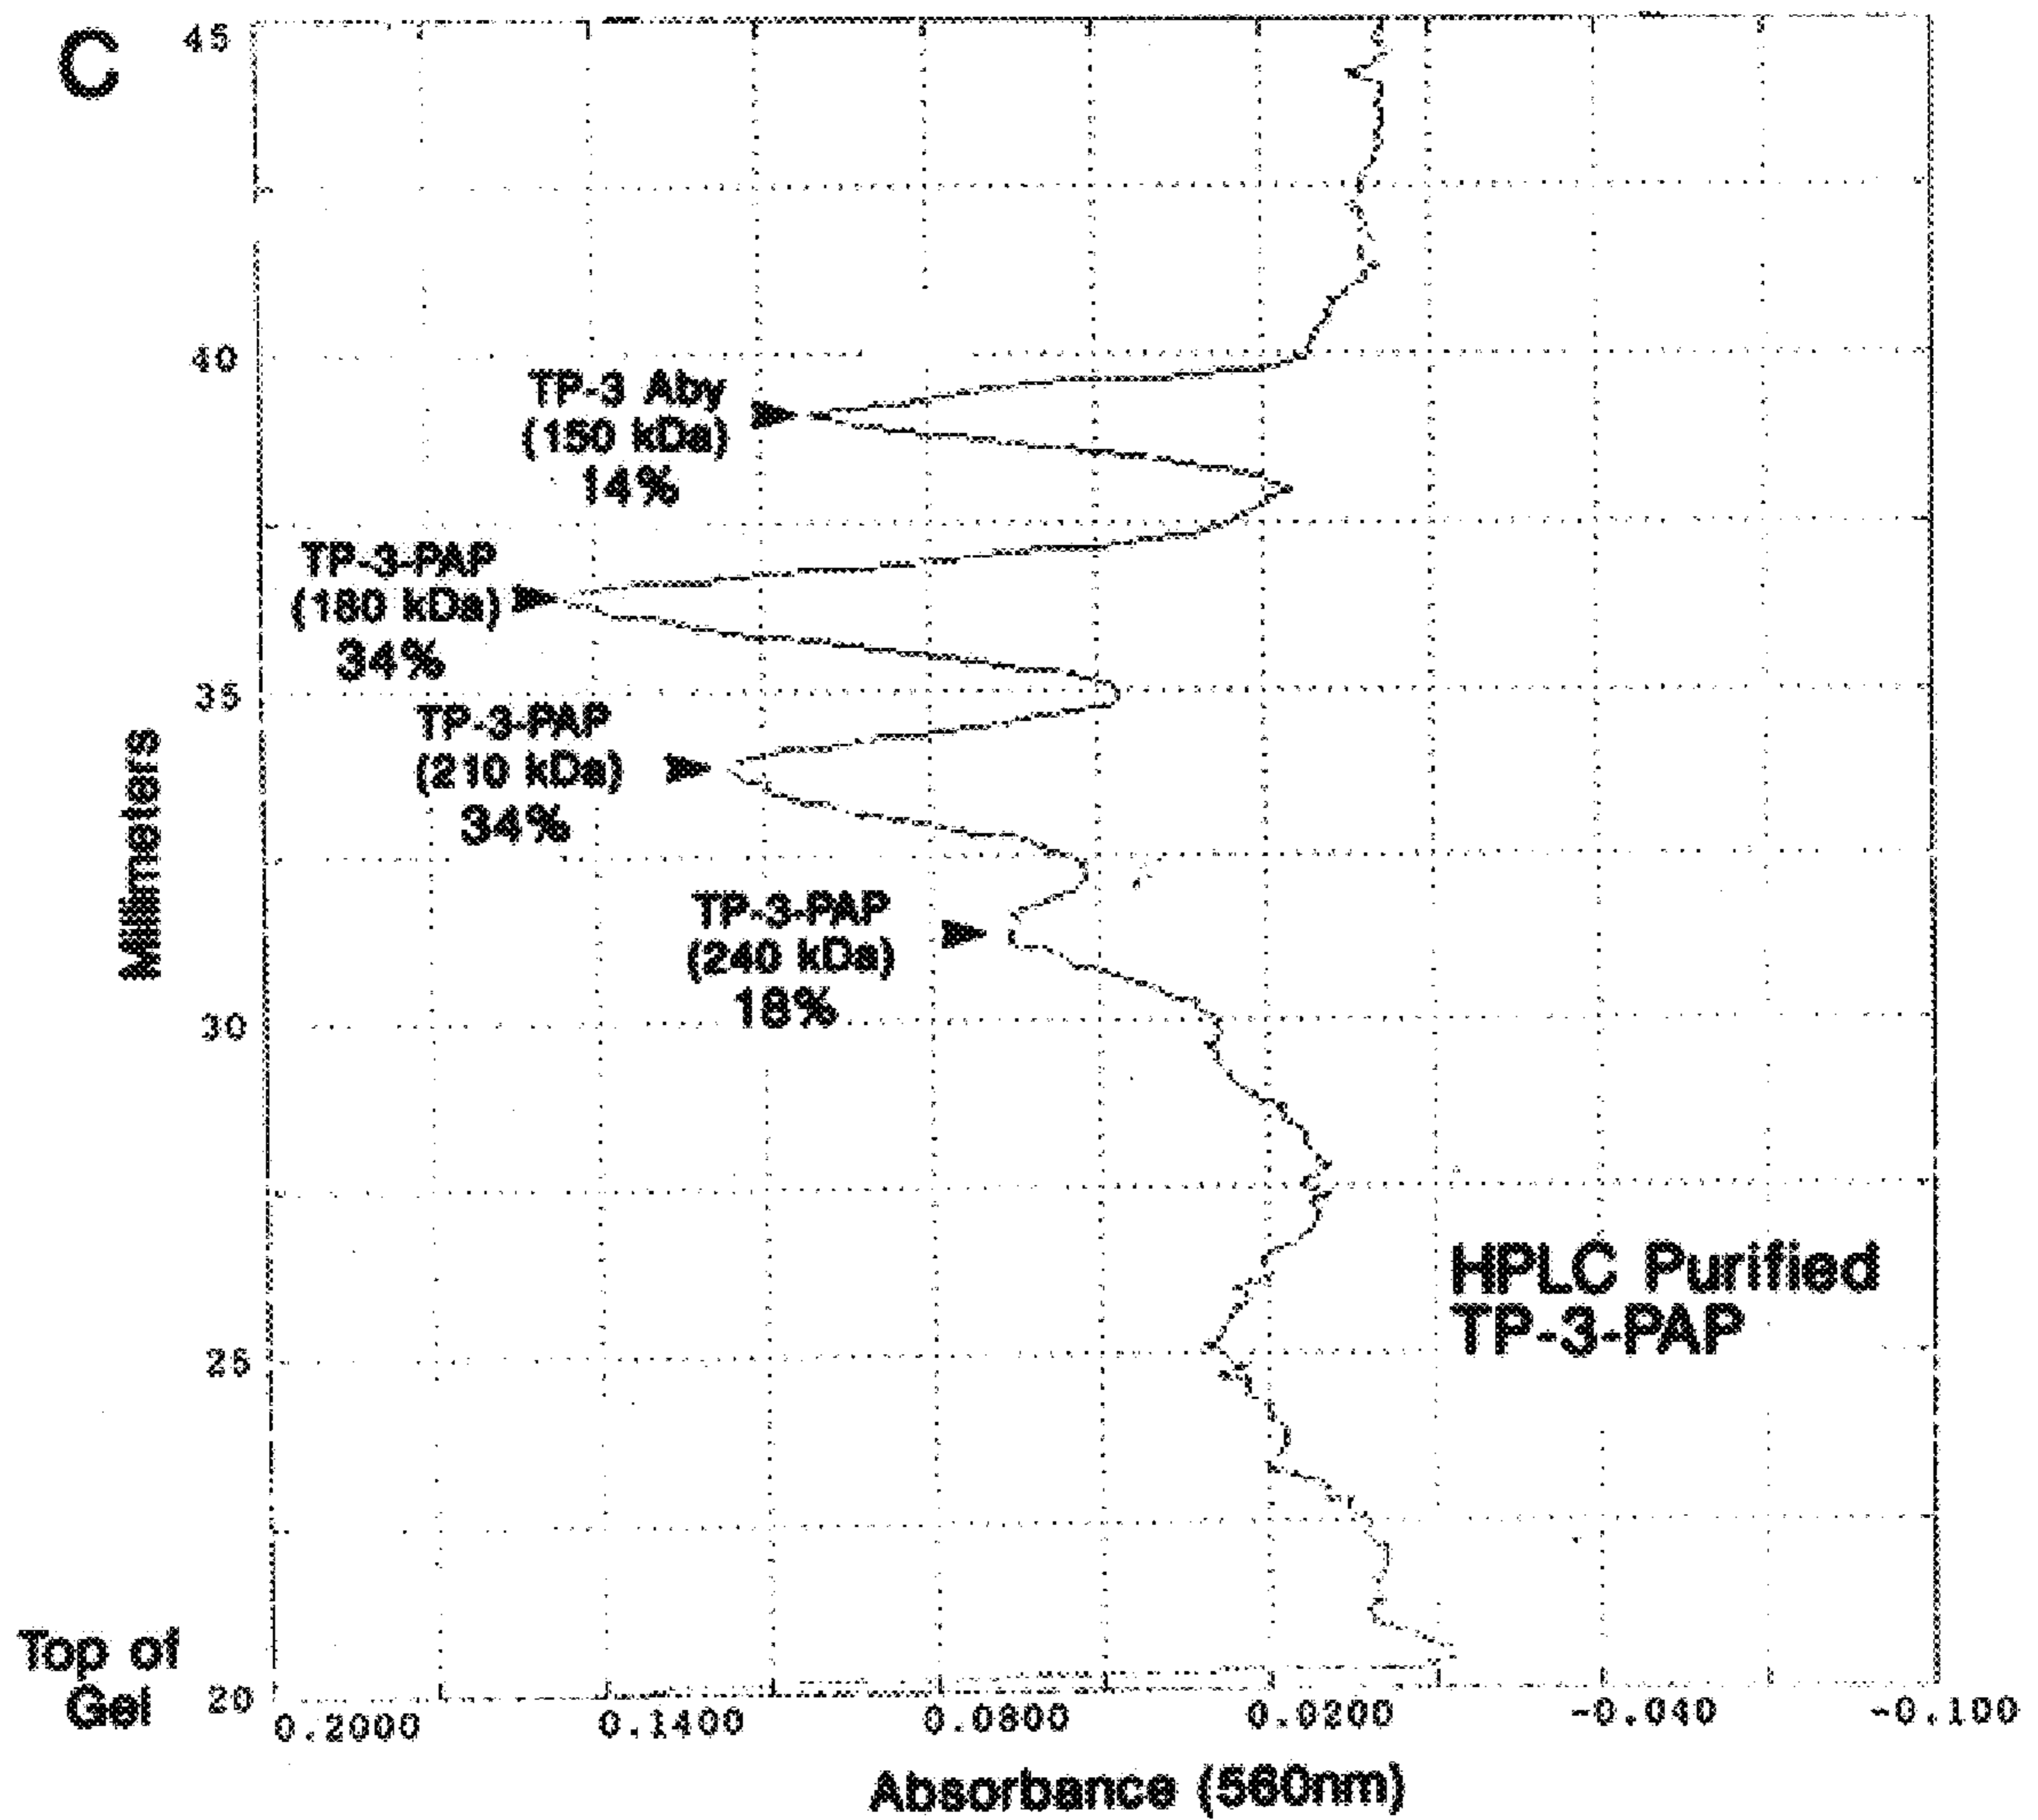 C
45
40
TP-3 Aby
(150 kDa)
14%
TP-3-PAP
(180 kDa)
34%
35
TP-3-PAP
(210 kDa)
34%
Millimeters
TP-3-PAP
(240 kDa)
18%
30
HPLC Purified
TP-3-PAP
25
Top of
Gel
20
0.2000 0.1400 0.0800 0.0200 -0.040 -0.100
Absorbance (560nm)